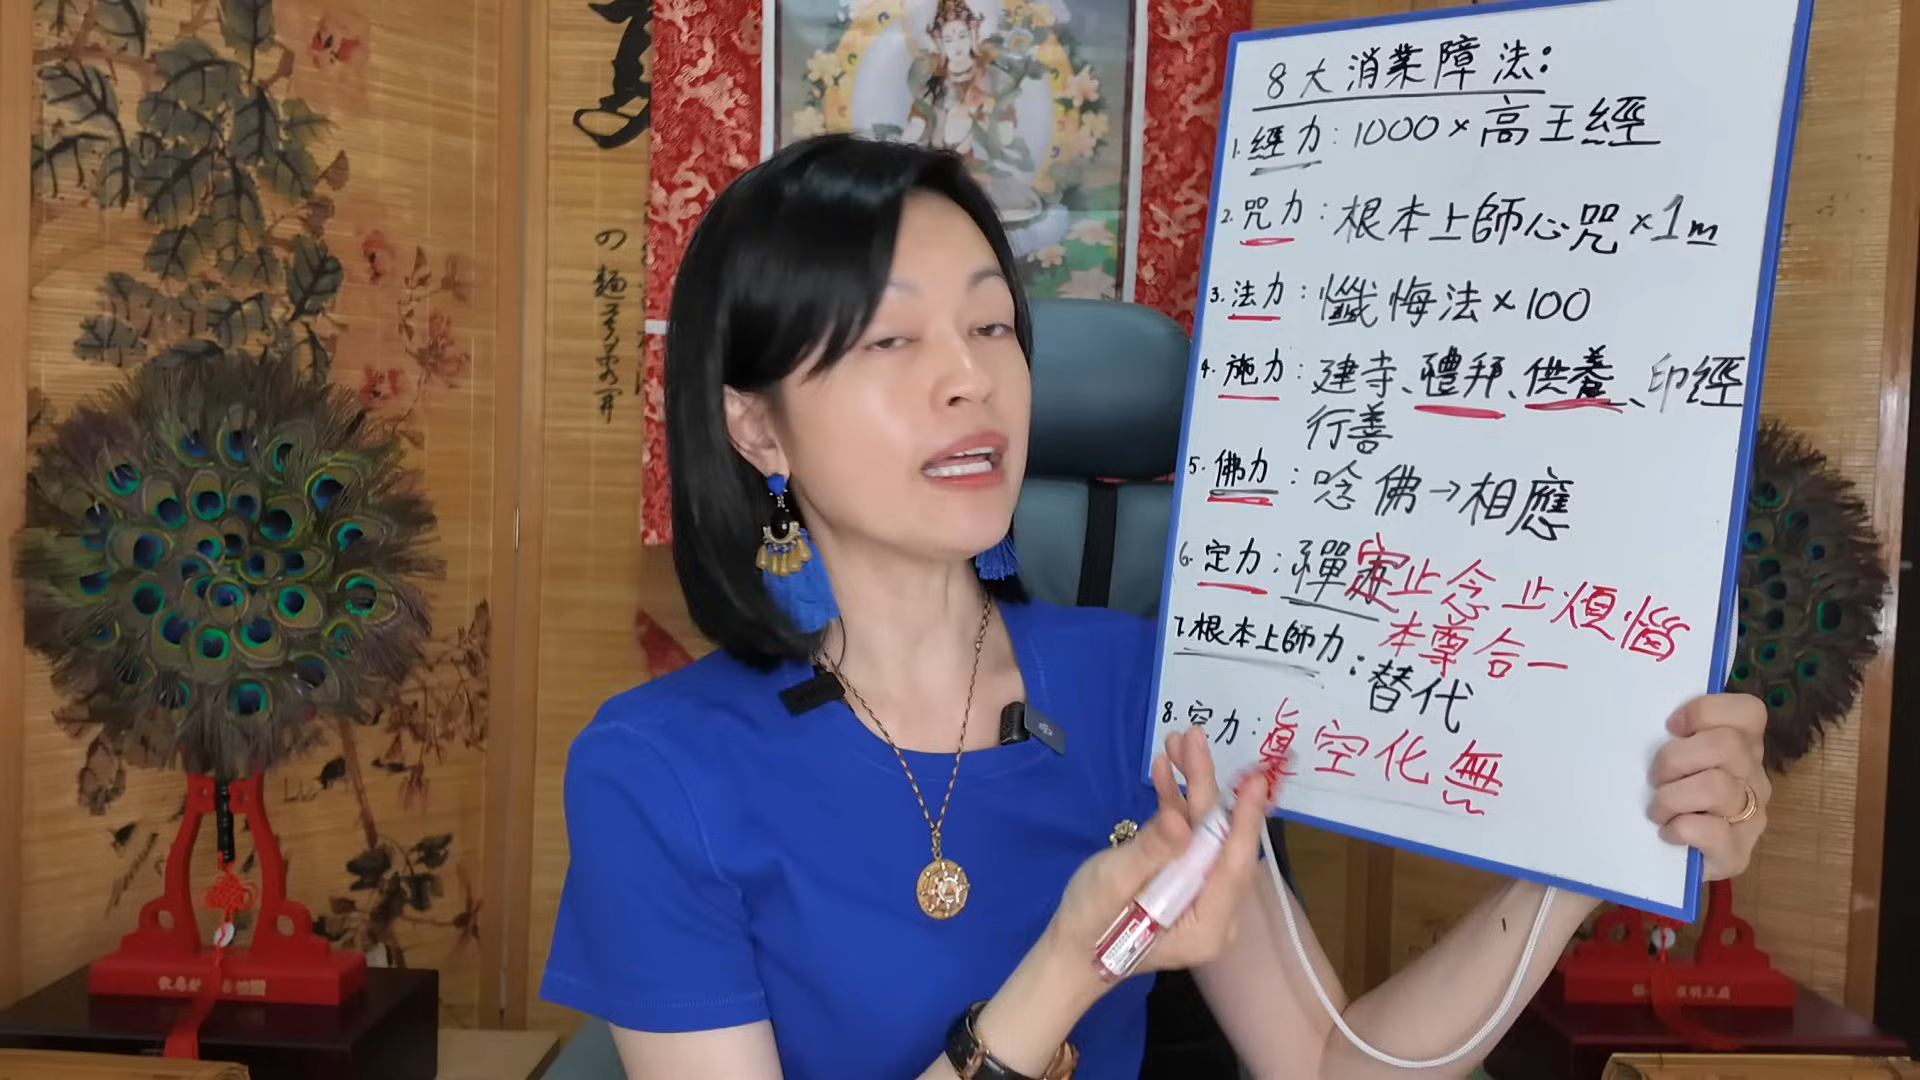 8大消業障法：
1. 經力：1000×高王經
2. 咒力：根本上師心咒×1m
3. 法力：懺悔法×100
4. 施力：建寺、禮拜、供養、印經
行善
5. 佛力：唸佛→相應
6. 定力：禪定止念 止煩惱
本尊合一
7. 根本上師力：替代
8. 空力：真空化無